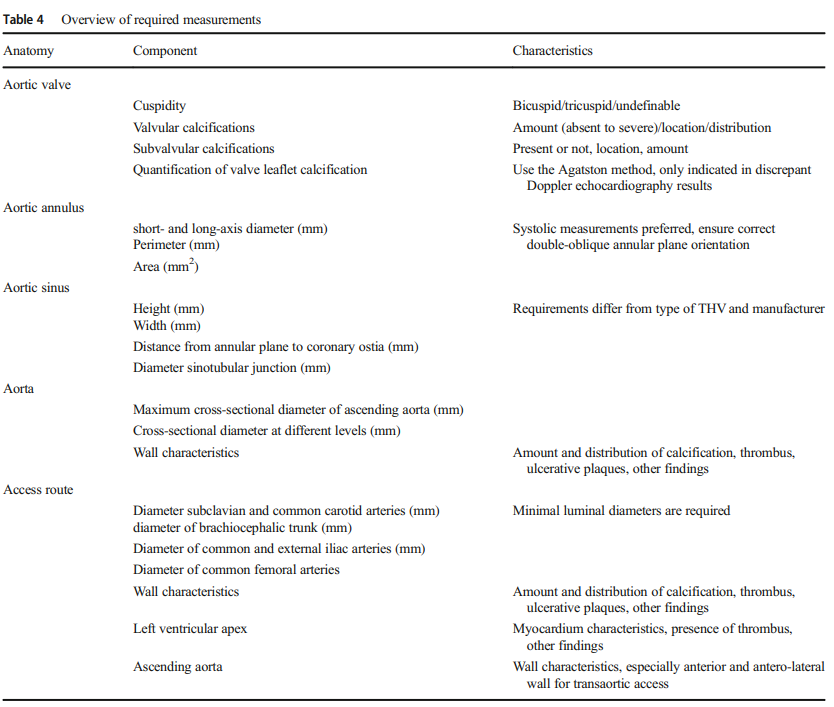 Table 4 Overview of required measurements
Anatomy Component Characteristics
Aortic valve
Cuspidity Bicuspid/tricuspid/undefinable
Valvular calcifications Amount (absent to severe)/location/distribution
Subvalvular calcifications Present or not, location, amount
Quantification of valve leaflet calcification Use the Agatston method, only indicated in discrepant
Doppler echocardiography results
Aortic annulus
short- and long-axis diameter (mm) Systolic measurements preferred, ensure correct
Perimeter (mm) double-oblique annular plane orientation
Area (mm²)
Aortic sinus
Height (mm) Requirements differ from type of THV and manufacturer
Width (mm)
Distance from annular plane to coronary ostia (mm)
Diameter sinotubular junction (mm)
Aorta
Maximum cross-sectional diameter of ascending aorta (mm)
Cross-sectional diameter at different levels (mm)
Wall characteristics Amount and distribution of calcification, thrombus,
ulcerative plaques, other findings
Access route
Diameter subclavian and common carotid arteries (mm) Minimal luminal diameters are required
diameter of brachiocephalic trunk (mm)
Diameter of common and external iliac arteries (mm)
Diameter of common femoral arteries
Wall characteristics Amount and distribution of calcification, thrombus,
ulcerative plaques, other findings
Left ventricular apex Myocardium characteristics, presence of thrombus,
other findings
Ascending aorta Wall characteristics, especially anterior and antero-lateral
wall for transaortic access